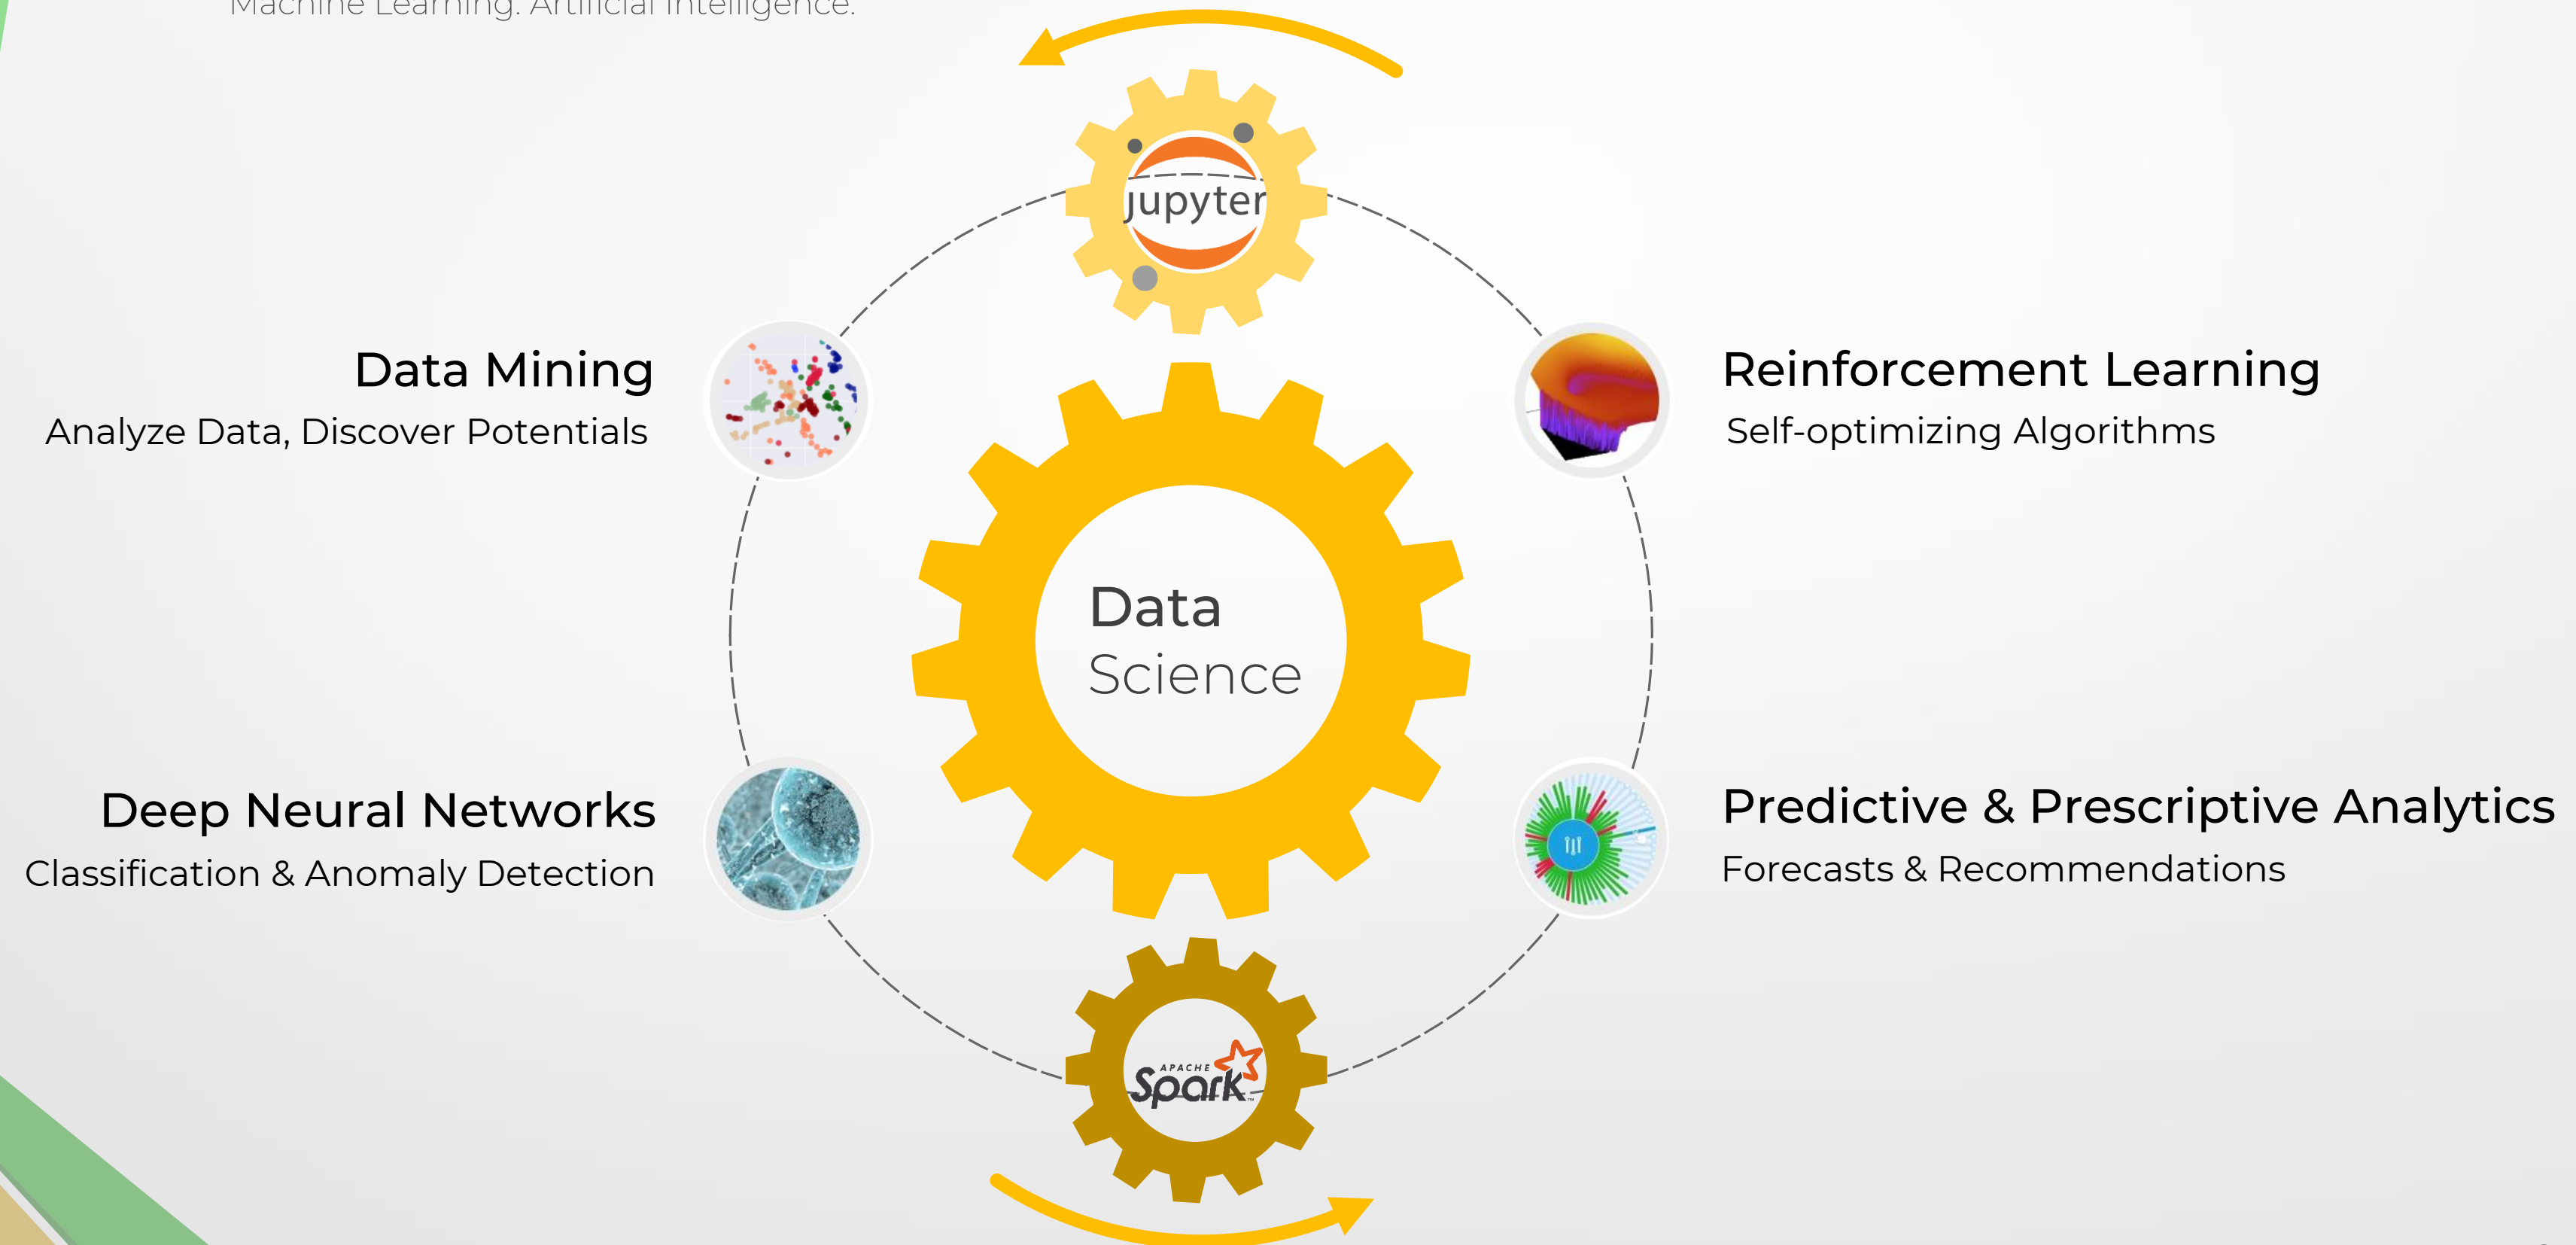 Machine Learning. Artificial Intelligence.
jupyter
Data Mining
Analyze Data, Discover Potentials
Reinforcement Learning
Self-optimizing Algorithms
Data
Science
Deep Neural Networks
Classification & Anomaly Detection
Predictive & Prescriptive Analytics
Forecasts & Recommendations
APACHE
Spark™